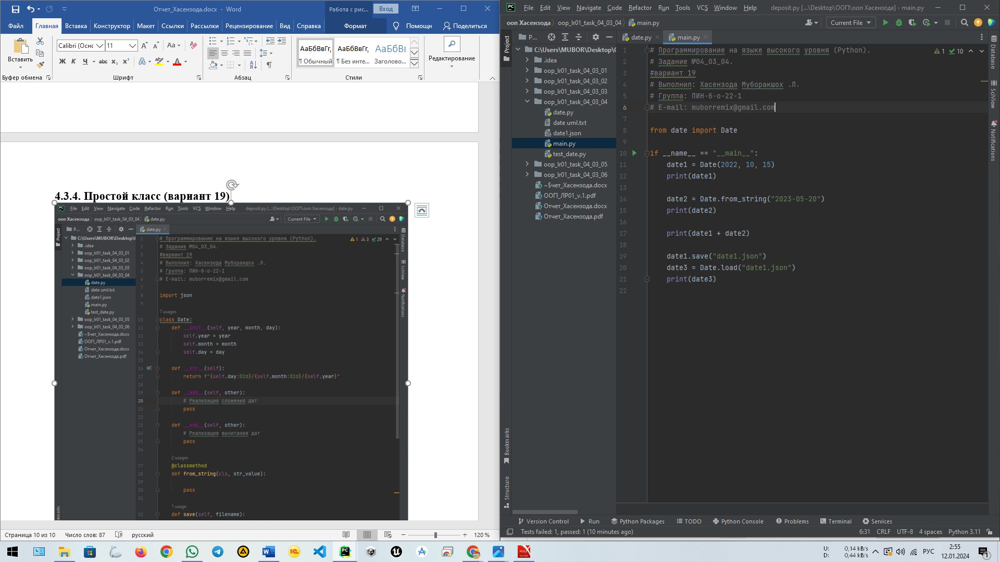 Отчет_Хасензода.docx - Word
Работа с рис...
Вход
Файл Главная Вставка Конструктор Макет Ссылки Рассылки Рецензирование Вид Справка Формат Помощн Поделиться
Вставить
Calibri (Оснс 11
Ж К Ч abc x₂ x²
АаБбВвГг, АаБбВвГг, АаБбВ
¶ Обычный ¶ Без инте... Заголово...
Редактирование
Буфер обмена Шрифт Абзац Стили
4.3.4. Простой класс (вариант 19)
File Edit View Navigate Code Refactor Run Tools VCS Window Help deposit.py [...\Desktop\ООП\ооп Хасензода] - date.py
ооп Хасензода oop_lr01_task_04_03_04 date.py
Current File
P... date.py
Project
C:\Users\MUBOR\Desktop\
.idea
oop_lr01_task_04_03_01
oop_lr01_task_04_03_02
oop_lr01_task_04_03_03
oop_lr01_task_04_03_04
date.py
date uml.txt
date1.json
main.py
test_date.py
oop_lr01_task_04_03_05
oop_lr01_task_04_03_06
~$чет_Хасензода.docx
ООП_ЛР01_v.1.pdf
Отчет_Хасензода.docx
Отчет_Хасензода.pdf
1 3 29
Database
SciView
Notifications
1 # Программирование на языке высокого уровня (Python).
2 # Задание №04_03_04.
3 #вариант 19
4 # Выполнил: Хасензода Муборакшох .Л.
5 # Группа: ПИН-б-о-22-1
6 # E-mail: muborremix@gmail.com
7
8 import json
9
7 usages
10 class Date:
11 def __init__(self, year, month, day):
12 self.year = year
13 self.month = month
14 self.day = day
15
16 def __str__(self):
17 return f"{self.day:02d}/{self.month:02d}/{self.year}"
18
19 def __add__(self, other):
20 # Реализация сложения дат
21 pass
22
23 def __sub__(self, other):
24 # Реализация вычитания дат
25 pass
26
2 usages
27 @classmethod
28 def from_string(cls, str_value):
29
30 pass
31
1 usage
32 def save(self, filename):
Страница 10 из 10 Число слов: 87 русский 120 %
File Edit View Navigate Code Refactor Run Tools VCS Window Help deposit.py [...\Desktop\ООП\ооп Хасензода] - main.py
ооп Хасензода oop_lr01_task_04_03_04 main.py
Current File
Project
P...
date.py main.py
C:\Users\MUBOR\Desktop\
.idea
oop_lr01_task_04_03_01
oop_lr01_task_04_03_02
oop_lr01_task_04_03_03
oop_lr01_task_04_03_04
date.py
date uml.txt
date1.json
main.py
test_date.py
oop_lr01_task_04_03_05
oop_lr01_task_04_03_06
~$чет_Хасензода.docx
ООП_ЛР01_v.1.pdf
Отчет_Хасензода.docx
Отчет_Хасензода.pdf
1 10
1 # Программирование на языке высокого уровня (Python).
2 # Задание №04_03_04.
3 #вариант 19
4 # Выполнил: Хасензода Муборакшох .Л.
5 # Группа: ПИН-б-о-22-1
6 # E-mail: muborremix@gmail.com
7
8 from date import Date
9
10 if __name__ == "__main__":
11 date1 = Date(2022, 10, 15)
12 print(date1)
13
14 date2 = Date.from_string("2023-05-20")
15 print(date2)
16
17 print(date1 + date2)
18
19 date1.save("date1.json")
20 date3 = Date.load("date1.json")
21 print(date3)
22
Database
SciView
Notifications
Bookmarks
Structure
Version Control Run Python Packages TODO Python Console Problems Terminal Services
Tests failed: 1, passed: 1 (10 minutes ago) 6:31 CRLF UTF-8 4 spaces Python 3.11
U: 0,14 kB/s
D: 0,44 kB/s
РУС
2:55
12.01.2024
1